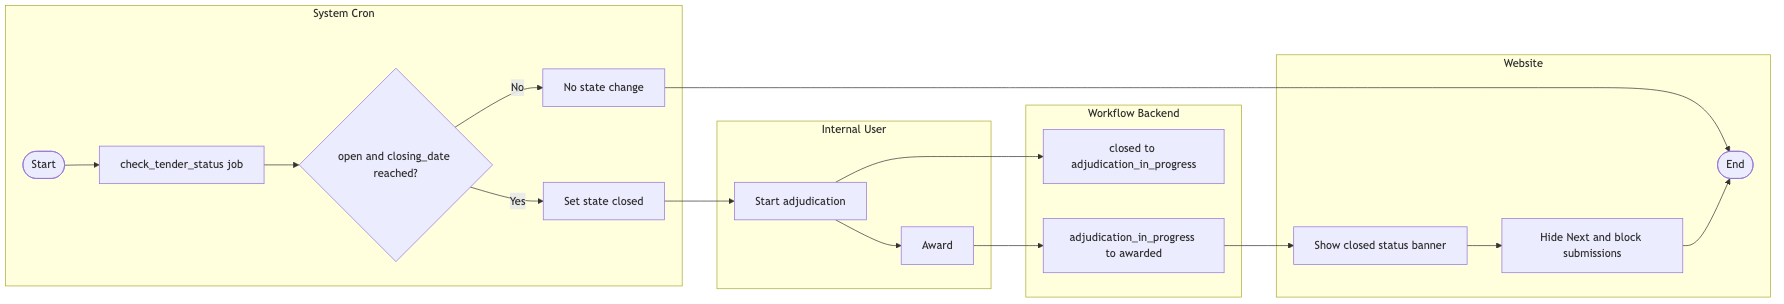 System Cron
Start
check_tender_status job
open and closing_date
reached?
No
Yes
No state change
Set state closed
Internal User
Start adjudication
Award
Workflow Backend
closed to
adjudication_in_progress
adjudication_in_progress
to awarded
Website
Show closed status banner
Hide Next and block
submissions
End